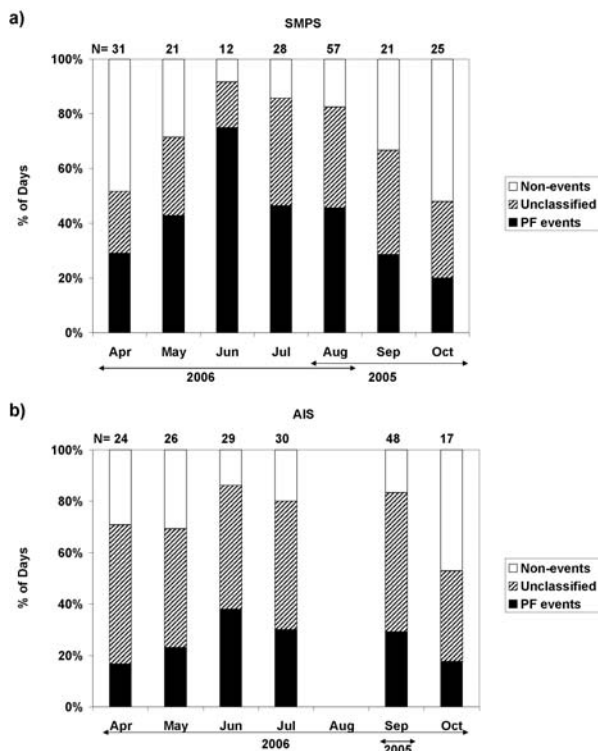 a)
SMPS
N= 31 21 12 28 57 21 25
100%
80%
60%
40%
20%
0%
% of Days
Non-events
Unclassified
PF events
Apr May Jun Jul Aug Sep Oct
2006 2005
b)
AIS
N= 24 26 29 30 48 17
100%
80%
60%
40%
20%
0%
% of Days
Non-events
Unclassified
PF events
Apr May Jun Jul Aug Sep Oct
2006 2005